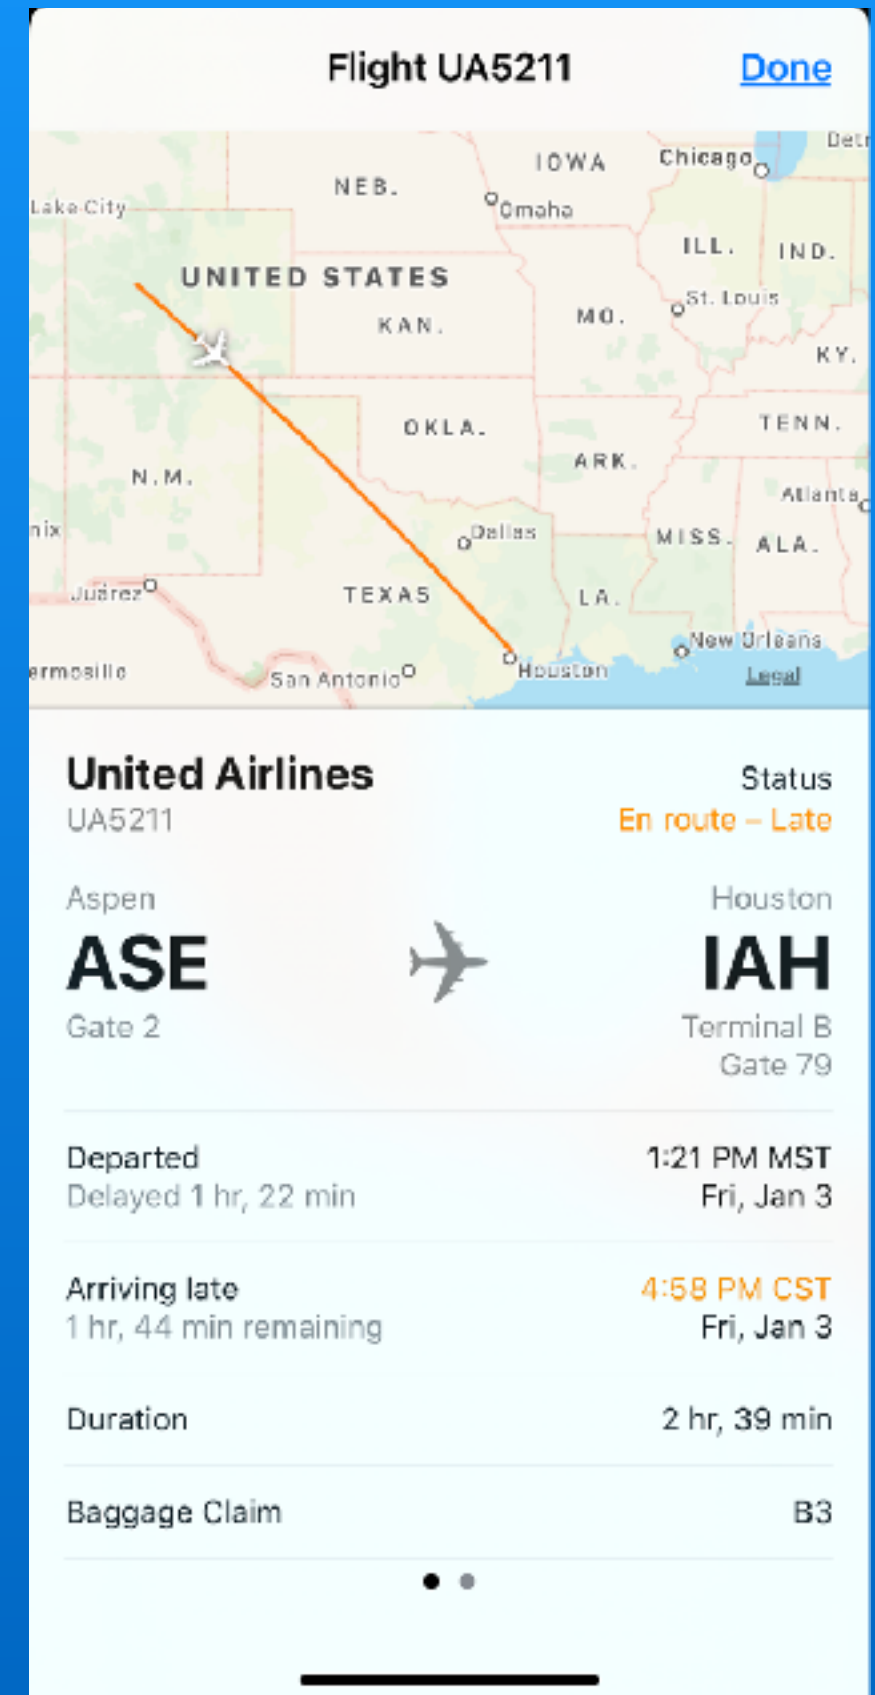 Flight UA5211
Done
Lake City
NEB.
IOWA
Chicago
Omaha
UNITED STATES
ILL.
IND.
KAN.
MO.
St. Louis
KY.
OKLA.
TENN.
N.M.
ARK.
Atlanta
nix
Dallas
MISS.
ALA.
Juárez
TEXAS
LA.
ermosillo
San Antonio
Houston
New Orleans
Legal
United Airlines
Status
UA5211
En route – Late
Aspen
Houston
ASE
IAH
Gate 2
Terminal B
Gate 79
Departed
1:21 PM MST
Delayed 1 hr, 22 min
Fri, Jan 3
Arriving late
4:58 PM CST
1 hr, 44 min remaining
Fri, Jan 3
Duration
2 hr, 39 min
Baggage Claim
B3